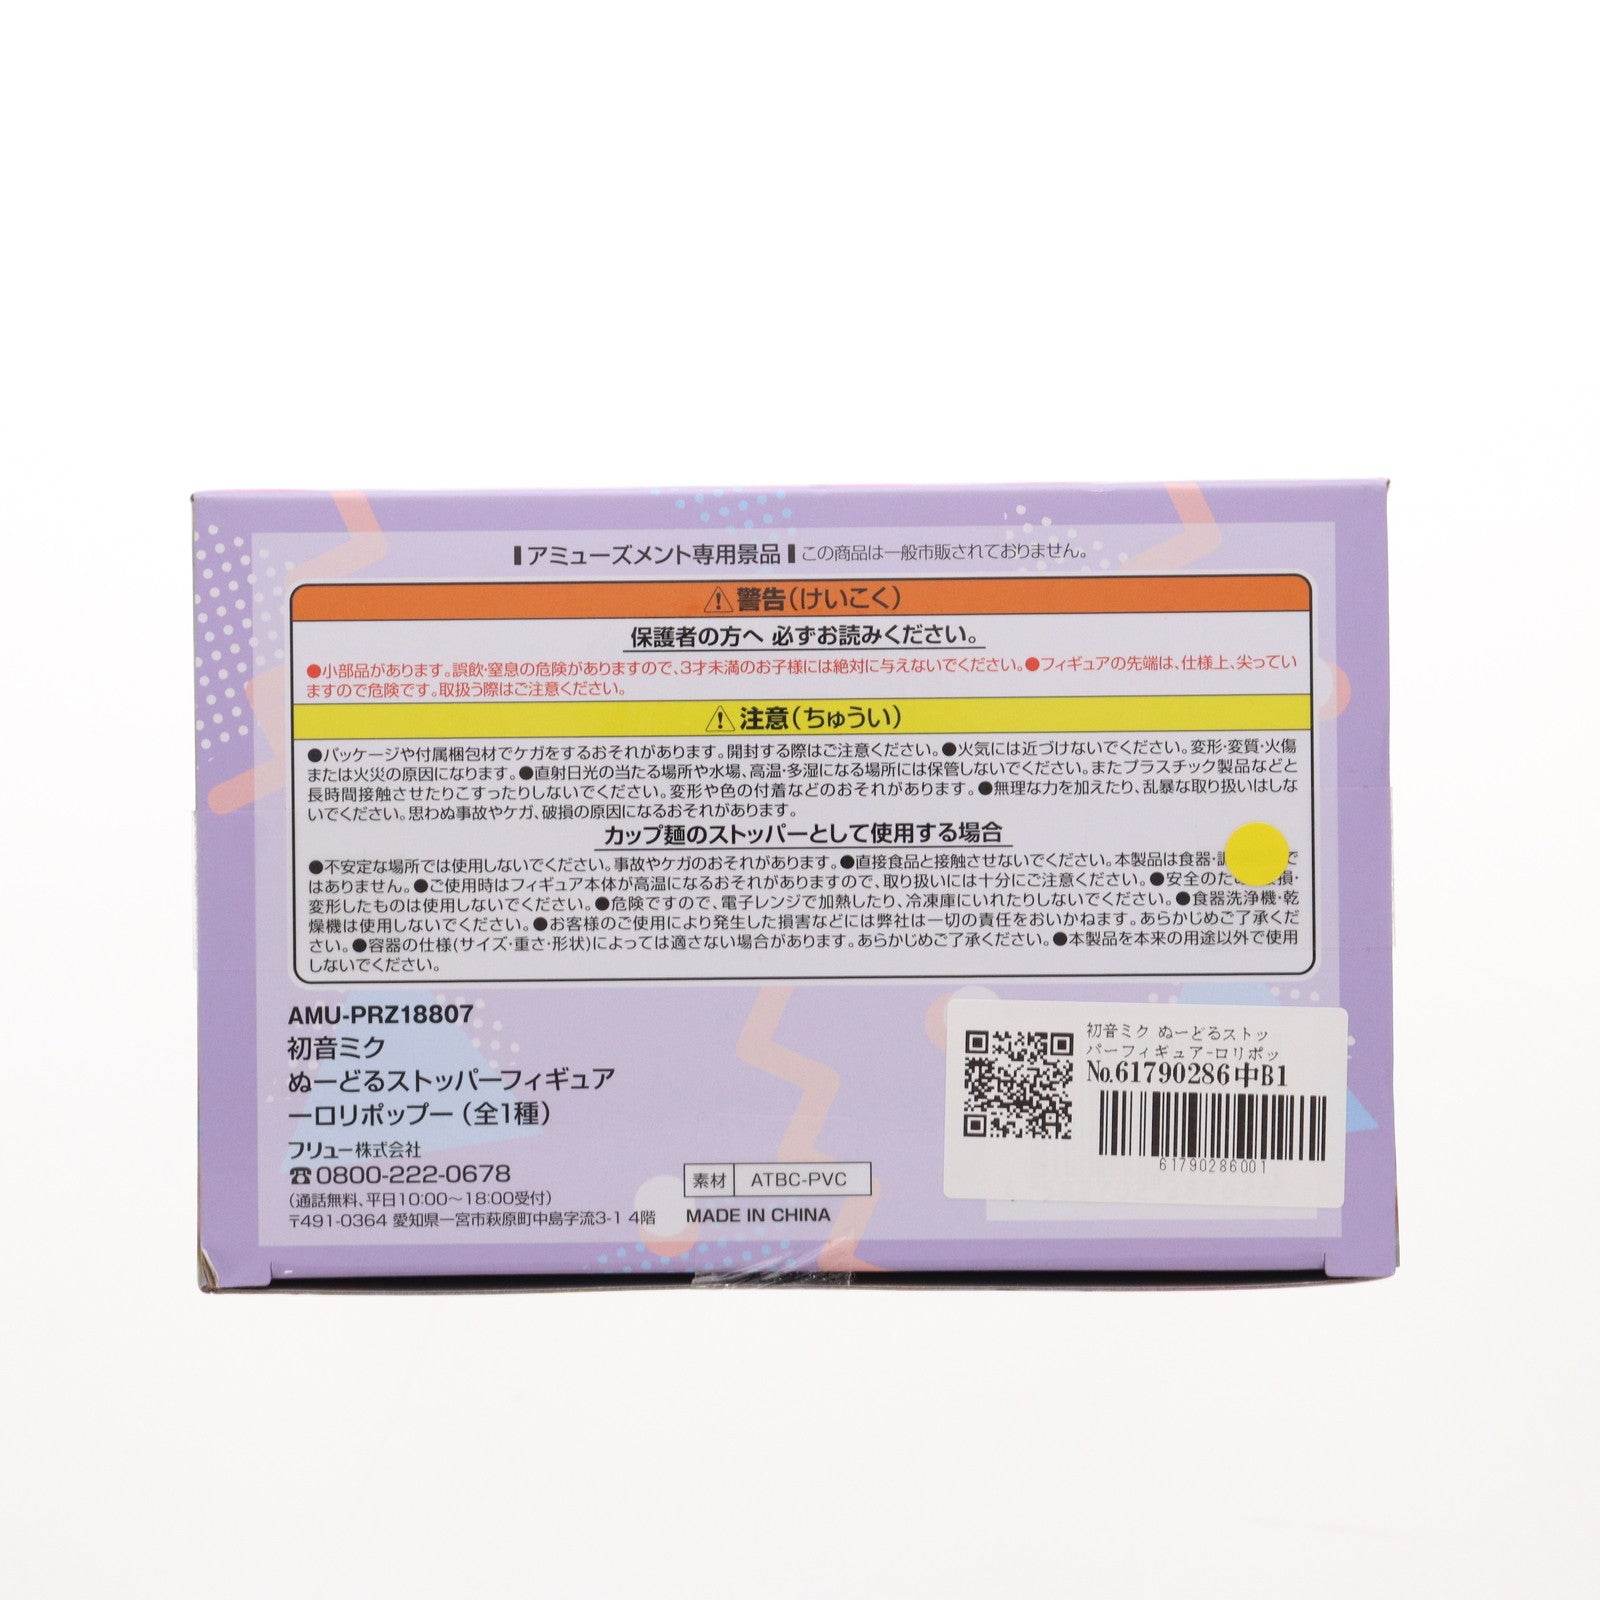 アミューズメント専用景品 この商品は一般市販されておりません。
⚠警告(けいこく)
保護者の方へ 必ずお読みください。
●小部品があります。誤飲・窒息の危険がありますので、3才未満のお子様には絶対に与えないでください。●フィギュアの先端は、仕様上、尖ってい
ますので危険です。取扱う際はご注意ください。
⚠注意(ちゅうい)
●パッケージや付属梱包材でケガをするおそれがあります。開封する際はご注意ください。●火気には近づけないでください。変形・変質・火傷
または火災の原因になります。●直射日光の当たる場所や水場、高温・多湿になる場所には保管しないでください。またプラスチック製品などと
長時間接触させたりこすったりしないでください。変形や色の付着などのおそれがあります。●無理な力を加えたり、乱暴な取り扱いはしな
いでください。思わぬ事故やケガ、破損の原因になるおそれがあります。
カップ麺のストッパーとして使用する場合
●不安定な場所では使用しないでください。事故やケガのおそれがあります。●直接食品と接触させないでください。本製品は食器・調で
はありません。●ご使用時はフィギュア本体が高温になるおそれがありますので、取り扱いには十分にご注意ください。●安全のた損・
変形したものは使用しないでください。●危険ですので、電子レンジで加熱したり、冷凍庫にいれたりしないでください。●食器洗浄機・乾
燥機は使用しないでください。●お客様のご使用により発生した損害などには弊社は一切の責任をおいかねます。あらかじめご了承くだ
さい。●容器の仕様(サイズ・重さ・形状)によっては適さない場合があります。あらかじめご了承ください。●本製品を本来の用途以外で使用
しないでください。
AMU-PRZ18807
初音ミク
ぬーどるストッパーフィギュア
ーロリポップー(全1種)
フリュー株式会社
☎0800-222-0678
(通話無料、平日10:00～18:00受付)
〒491-0364 愛知県一宮市萩原町中島字流3-1 4階
素材 ATBC-PVC
MADE IN CHINA
初音ミク ぬーどるストッ
パーフィギュア-ロリポッ
No.61790286中B1
61790286001